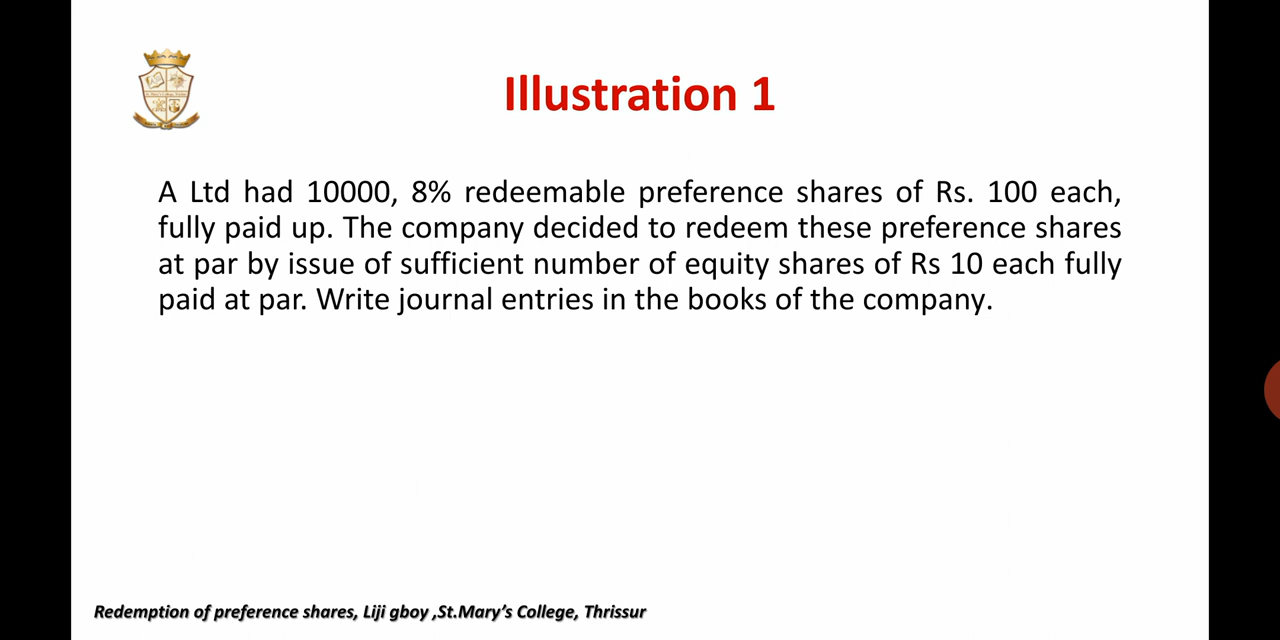 Illustration 1
A Ltd had 10000, 8% redeemable preference shares of Rs. 100 each,
fully paid up. The company decided to redeem these preference shares
at par by issue of sufficient number of equity shares of Rs 10 each fully
paid at par. Write journal entries in the books of the company.
Redemption of preference shares, Liji gboy ,St.Mary's College, Thrissur